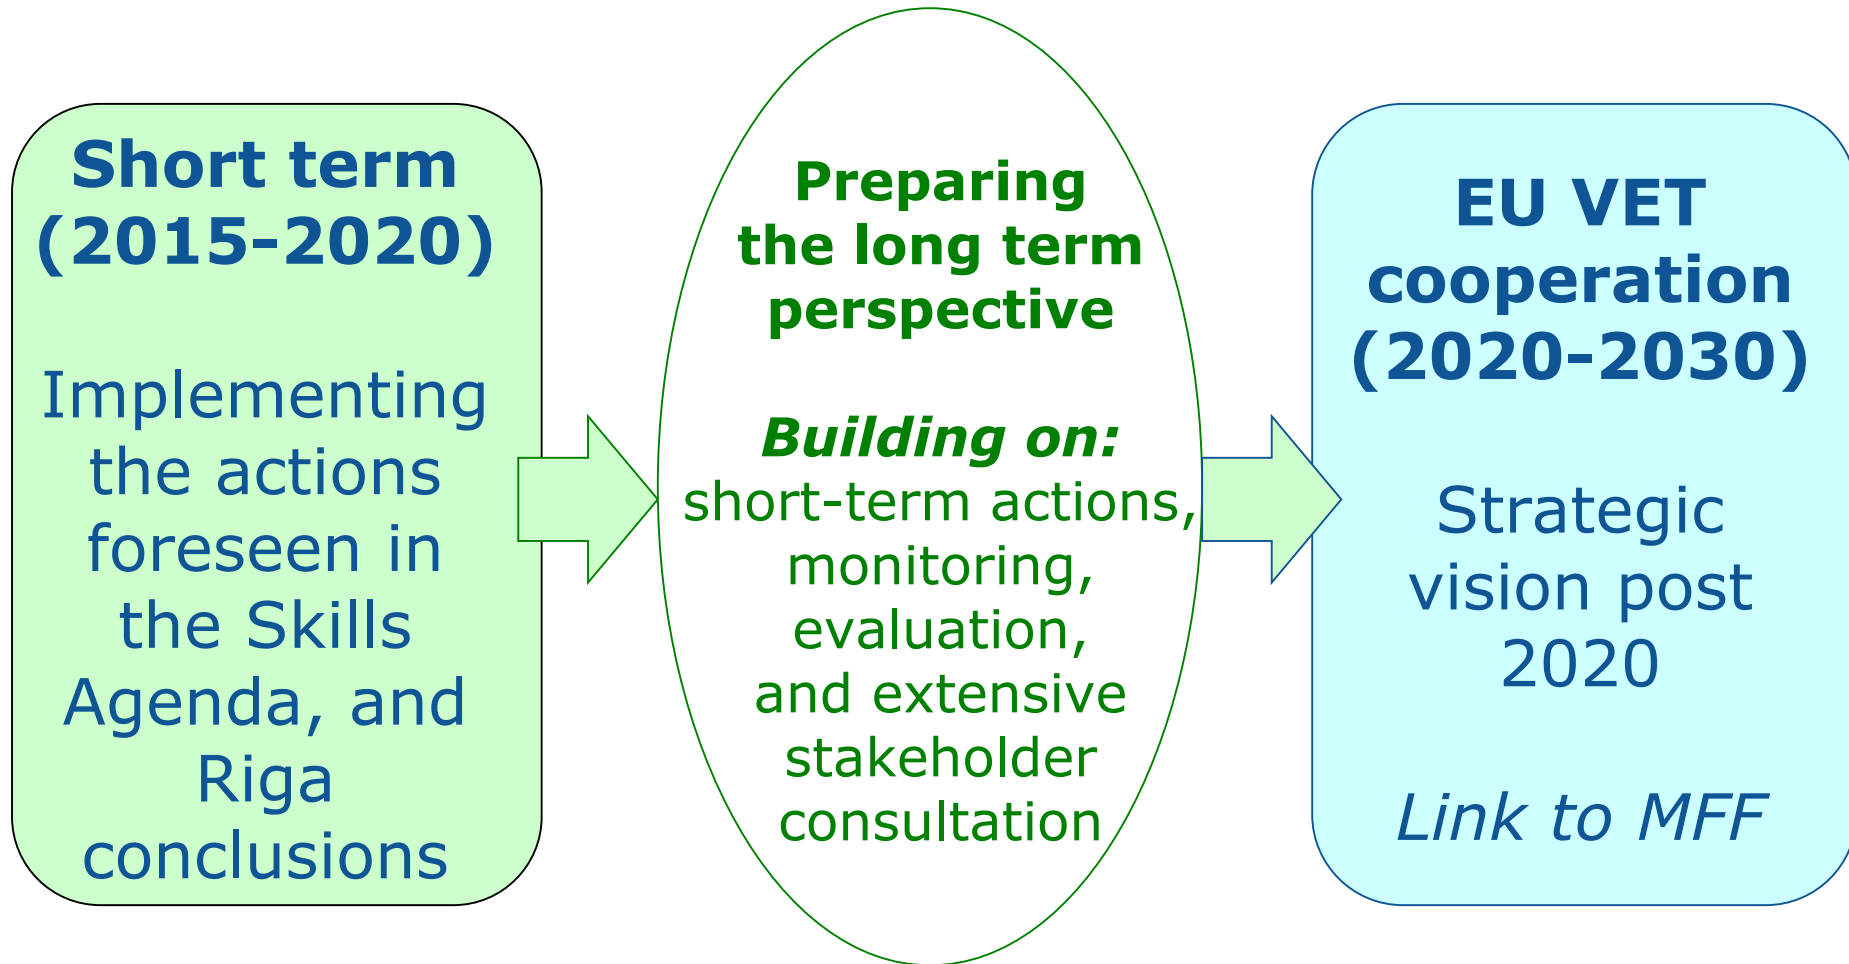 Short term
(2015-2020)
Implementing
the actions
foreseen in
the Skills
Agenda, and
Riga
conclusions
Preparing
the long term
perspective
Building on:
short-term actions,
monitoring,
evaluation,
and extensive
stakeholder
consultation
EU VET
cooperation
(2020-2030)
Strategic
vision post
2020
Link to MFF